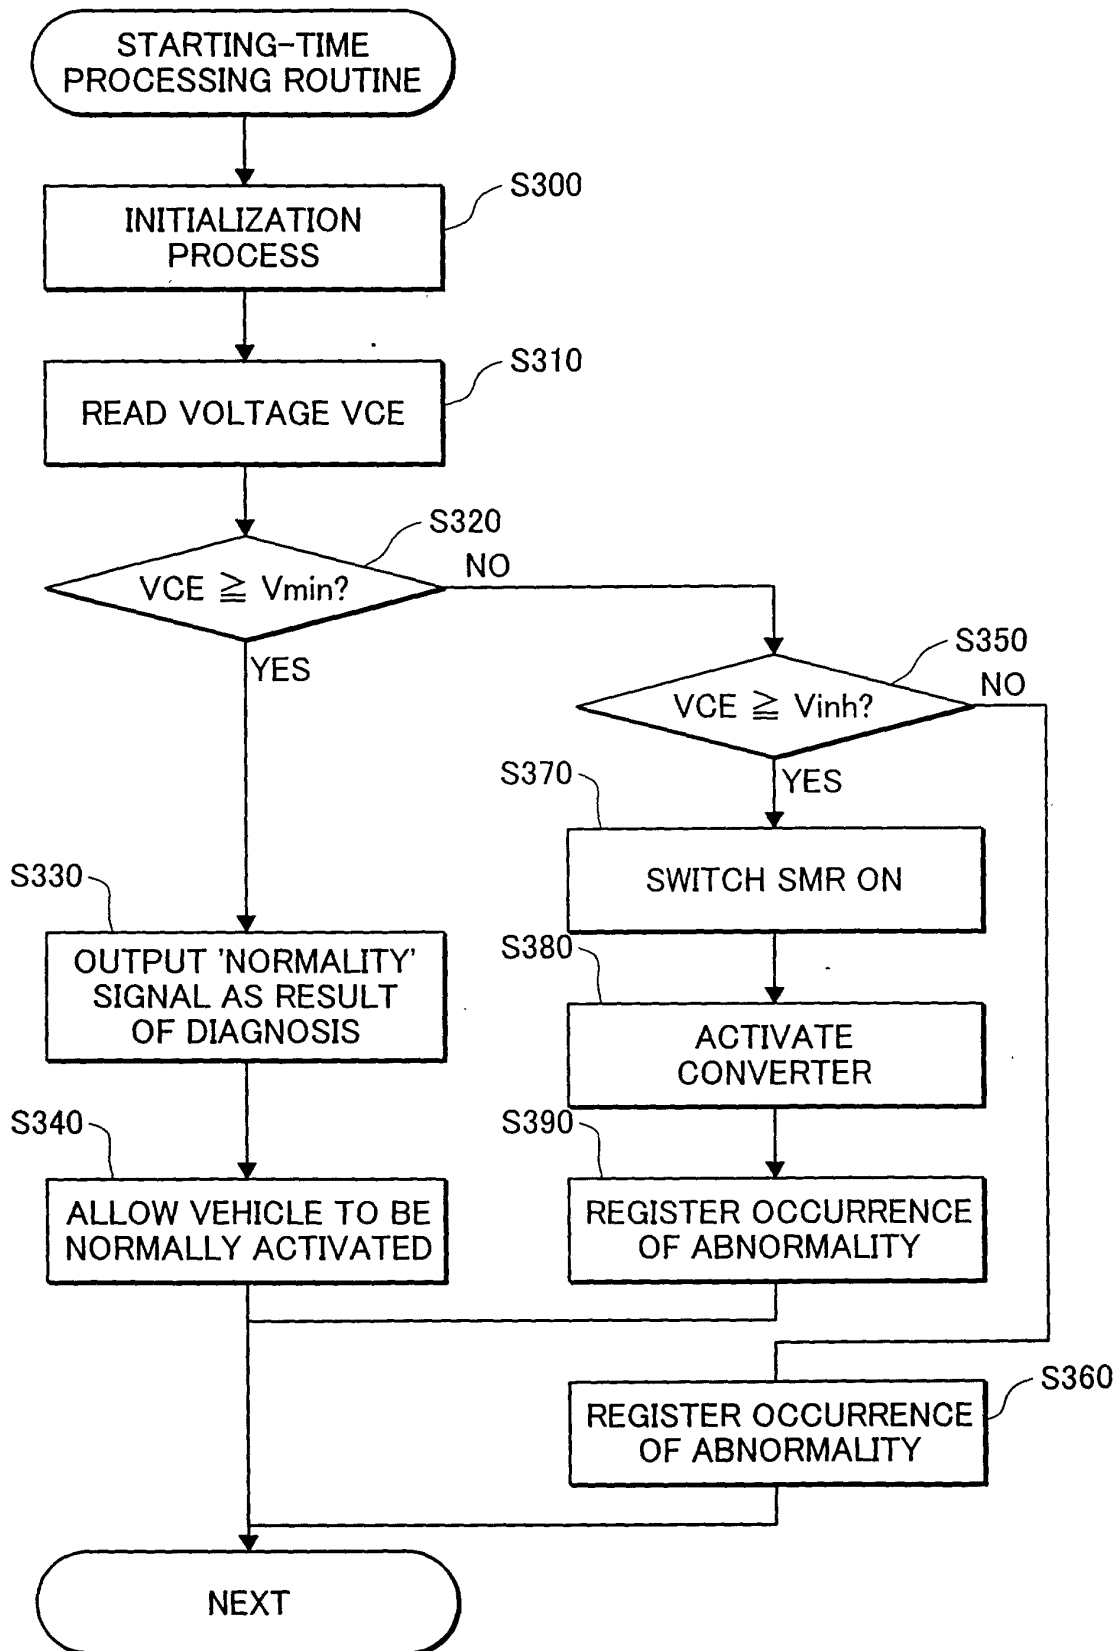 STARTING-TIME
PROCESSING ROUTINE
S300
INITIALIZATION
PROCESS
S310
READ VOLTAGE VCE
S320
VCE ≧ Vmin?
NO
YES
S350
VCE ≧ Vinh?
NO
YES
S370
SWITCH SMR ON
S330
OUTPUT 'NORMALITY'
SIGNAL AS RESULT
OF DIAGNOSIS
S380
ACTIVATE
CONVERTER
S340
ALLOW VEHICLE TO BE
NORMALLY ACTIVATED
S390
REGISTER OCCURRENCE
OF ABNORMALITY
S360
REGISTER OCCURRENCE
OF ABNORMALITY
NEXT